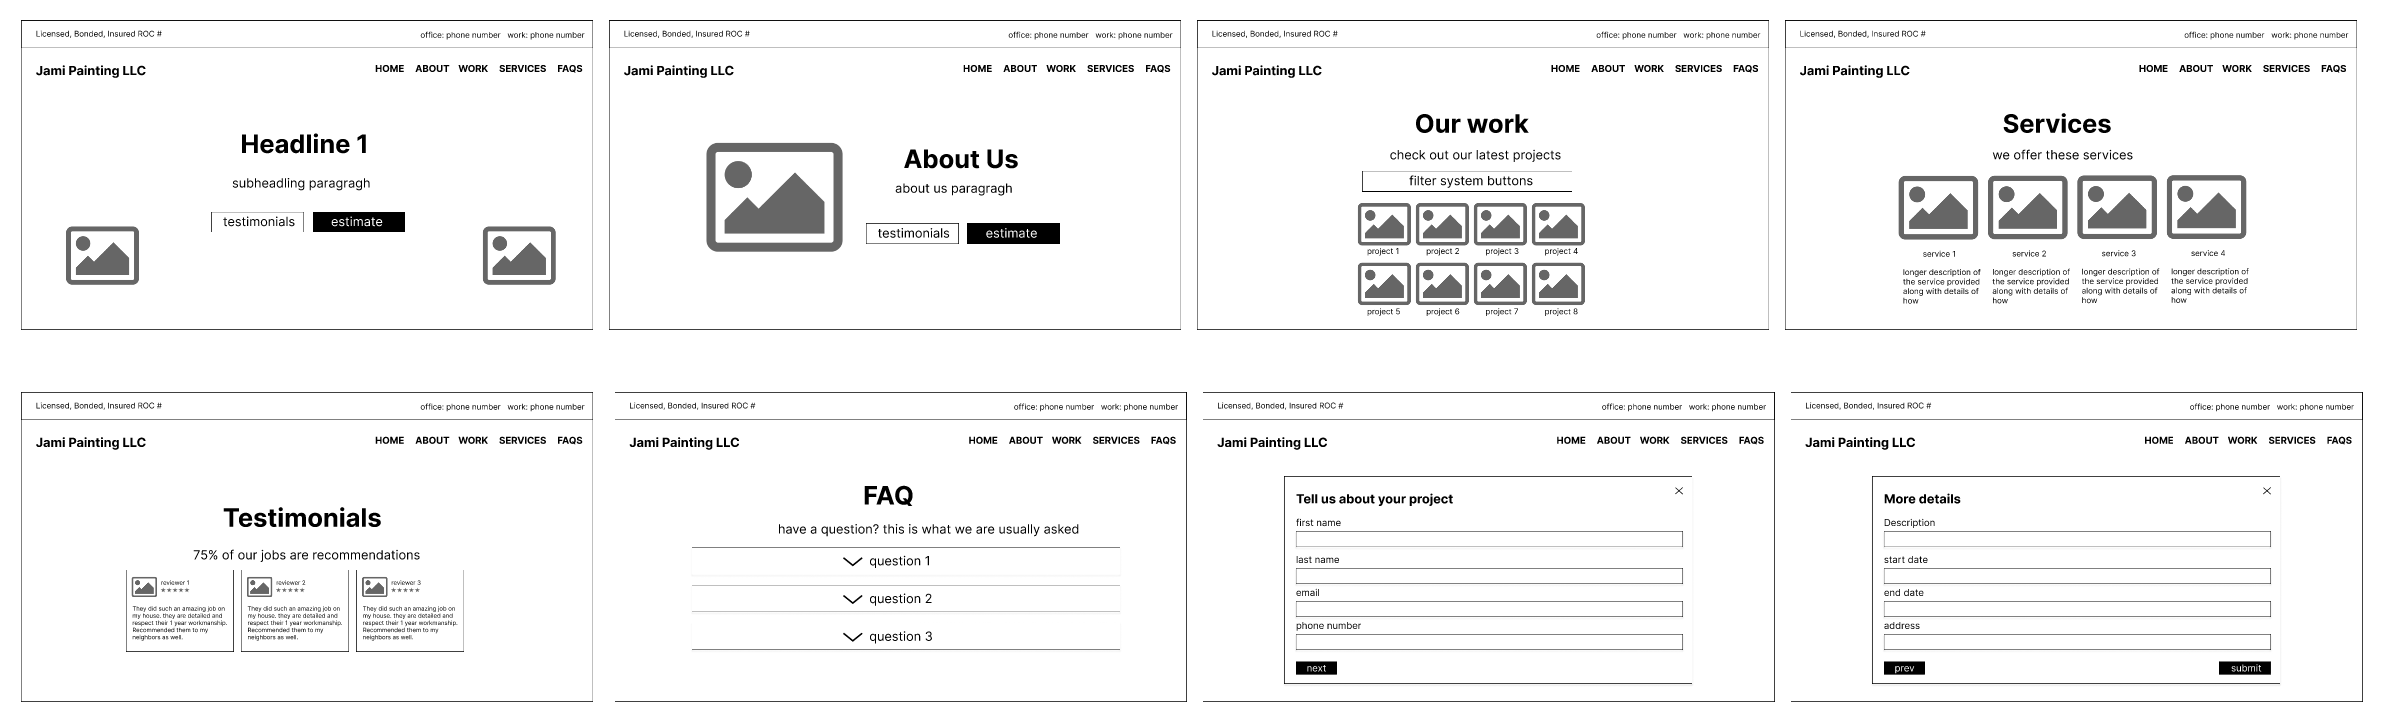 Licensed, Bonded, Insured ROC #
office: phone number work: phone number
Jami Painting LLC
HOME ABOUT WORK SERVICES FAQS
Headline 1
subheadling paragragh
testimonials
estimate
Licensed, Bonded, Insured ROC #
office: phone number work: phone number
Jami Painting LLC
HOME ABOUT WORK SERVICES FAQS
About Us
about us paragragh
testimonials
estimate
Licensed, Bonded, Insured ROC #
office: phone number work: phone number
Jami Painting LLC
HOME ABOUT WORK SERVICES FAQS
Our work
check out our latest projects
filter system buttons
project 1
project 2
project 3
project 4
project 5
project 6
project 7
project 8
Licensed, Bonded, Insured ROC #
office: phone number work: phone number
Jami Painting LLC
HOME ABOUT WORK SERVICES FAQS
Services
we offer these services
service 1
longer description of
the service provided
along with details of
how
service 2
longer description of
the service provided
along with details of
how
service 3
longer description of
the service provided
along with details of
how
service 4
longer description of
the service provided
along with details of
how
Licensed, Bonded, Insured ROC #
office: phone number work: phone number
Jami Painting LLC
HOME ABOUT WORK SERVICES FAQS
Testimonials
75% of our jobs are recommendations
reviewer 1
★★★★★
They did such an amazing job on
my house, they are detailed and
respect their 1 year workmanship.
Recommended them to my
neighbors as well.
reviewer 2
★★★★★
They did such an amazing job on
my house, they are detailed and
respect their 1 year workmanship.
Recommended them to my
neighbors as well.
reviewer 3
★★★★★
They did such an amazing job on
my house, they are detailed and
respect their 1 year workmanship.
Recommended them to my
neighbors as well.
Licensed, Bonded, Insured ROC #
office: phone number work: phone number
Jami Painting LLC
HOME ABOUT WORK SERVICES FAQS
FAQ
have a question? this is what we are usually asked
question 1
question 2
question 3
Licensed, Bonded, Insured ROC #
office: phone number work: phone number
Jami Painting LLC
HOME ABOUT WORK SERVICES FAQS
Tell us about your project
first name
last name
email
phone number
next
Licensed, Bonded, Insured ROC #
office: phone number work: phone number
Jami Painting LLC
HOME ABOUT WORK SERVICES FAQS
More details
Description
start date
end date
address
prev
submit